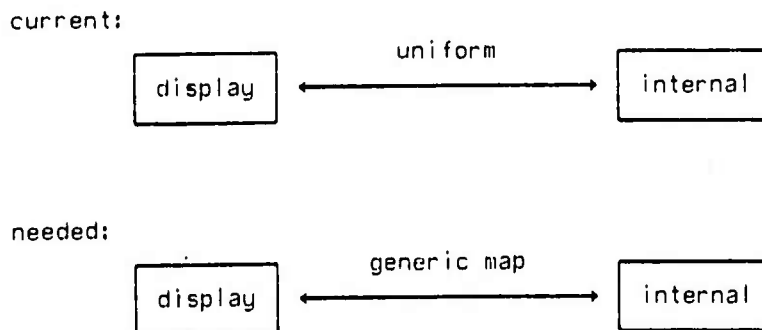 current:
uniform
display
internal
needed:
generic map
display
internal